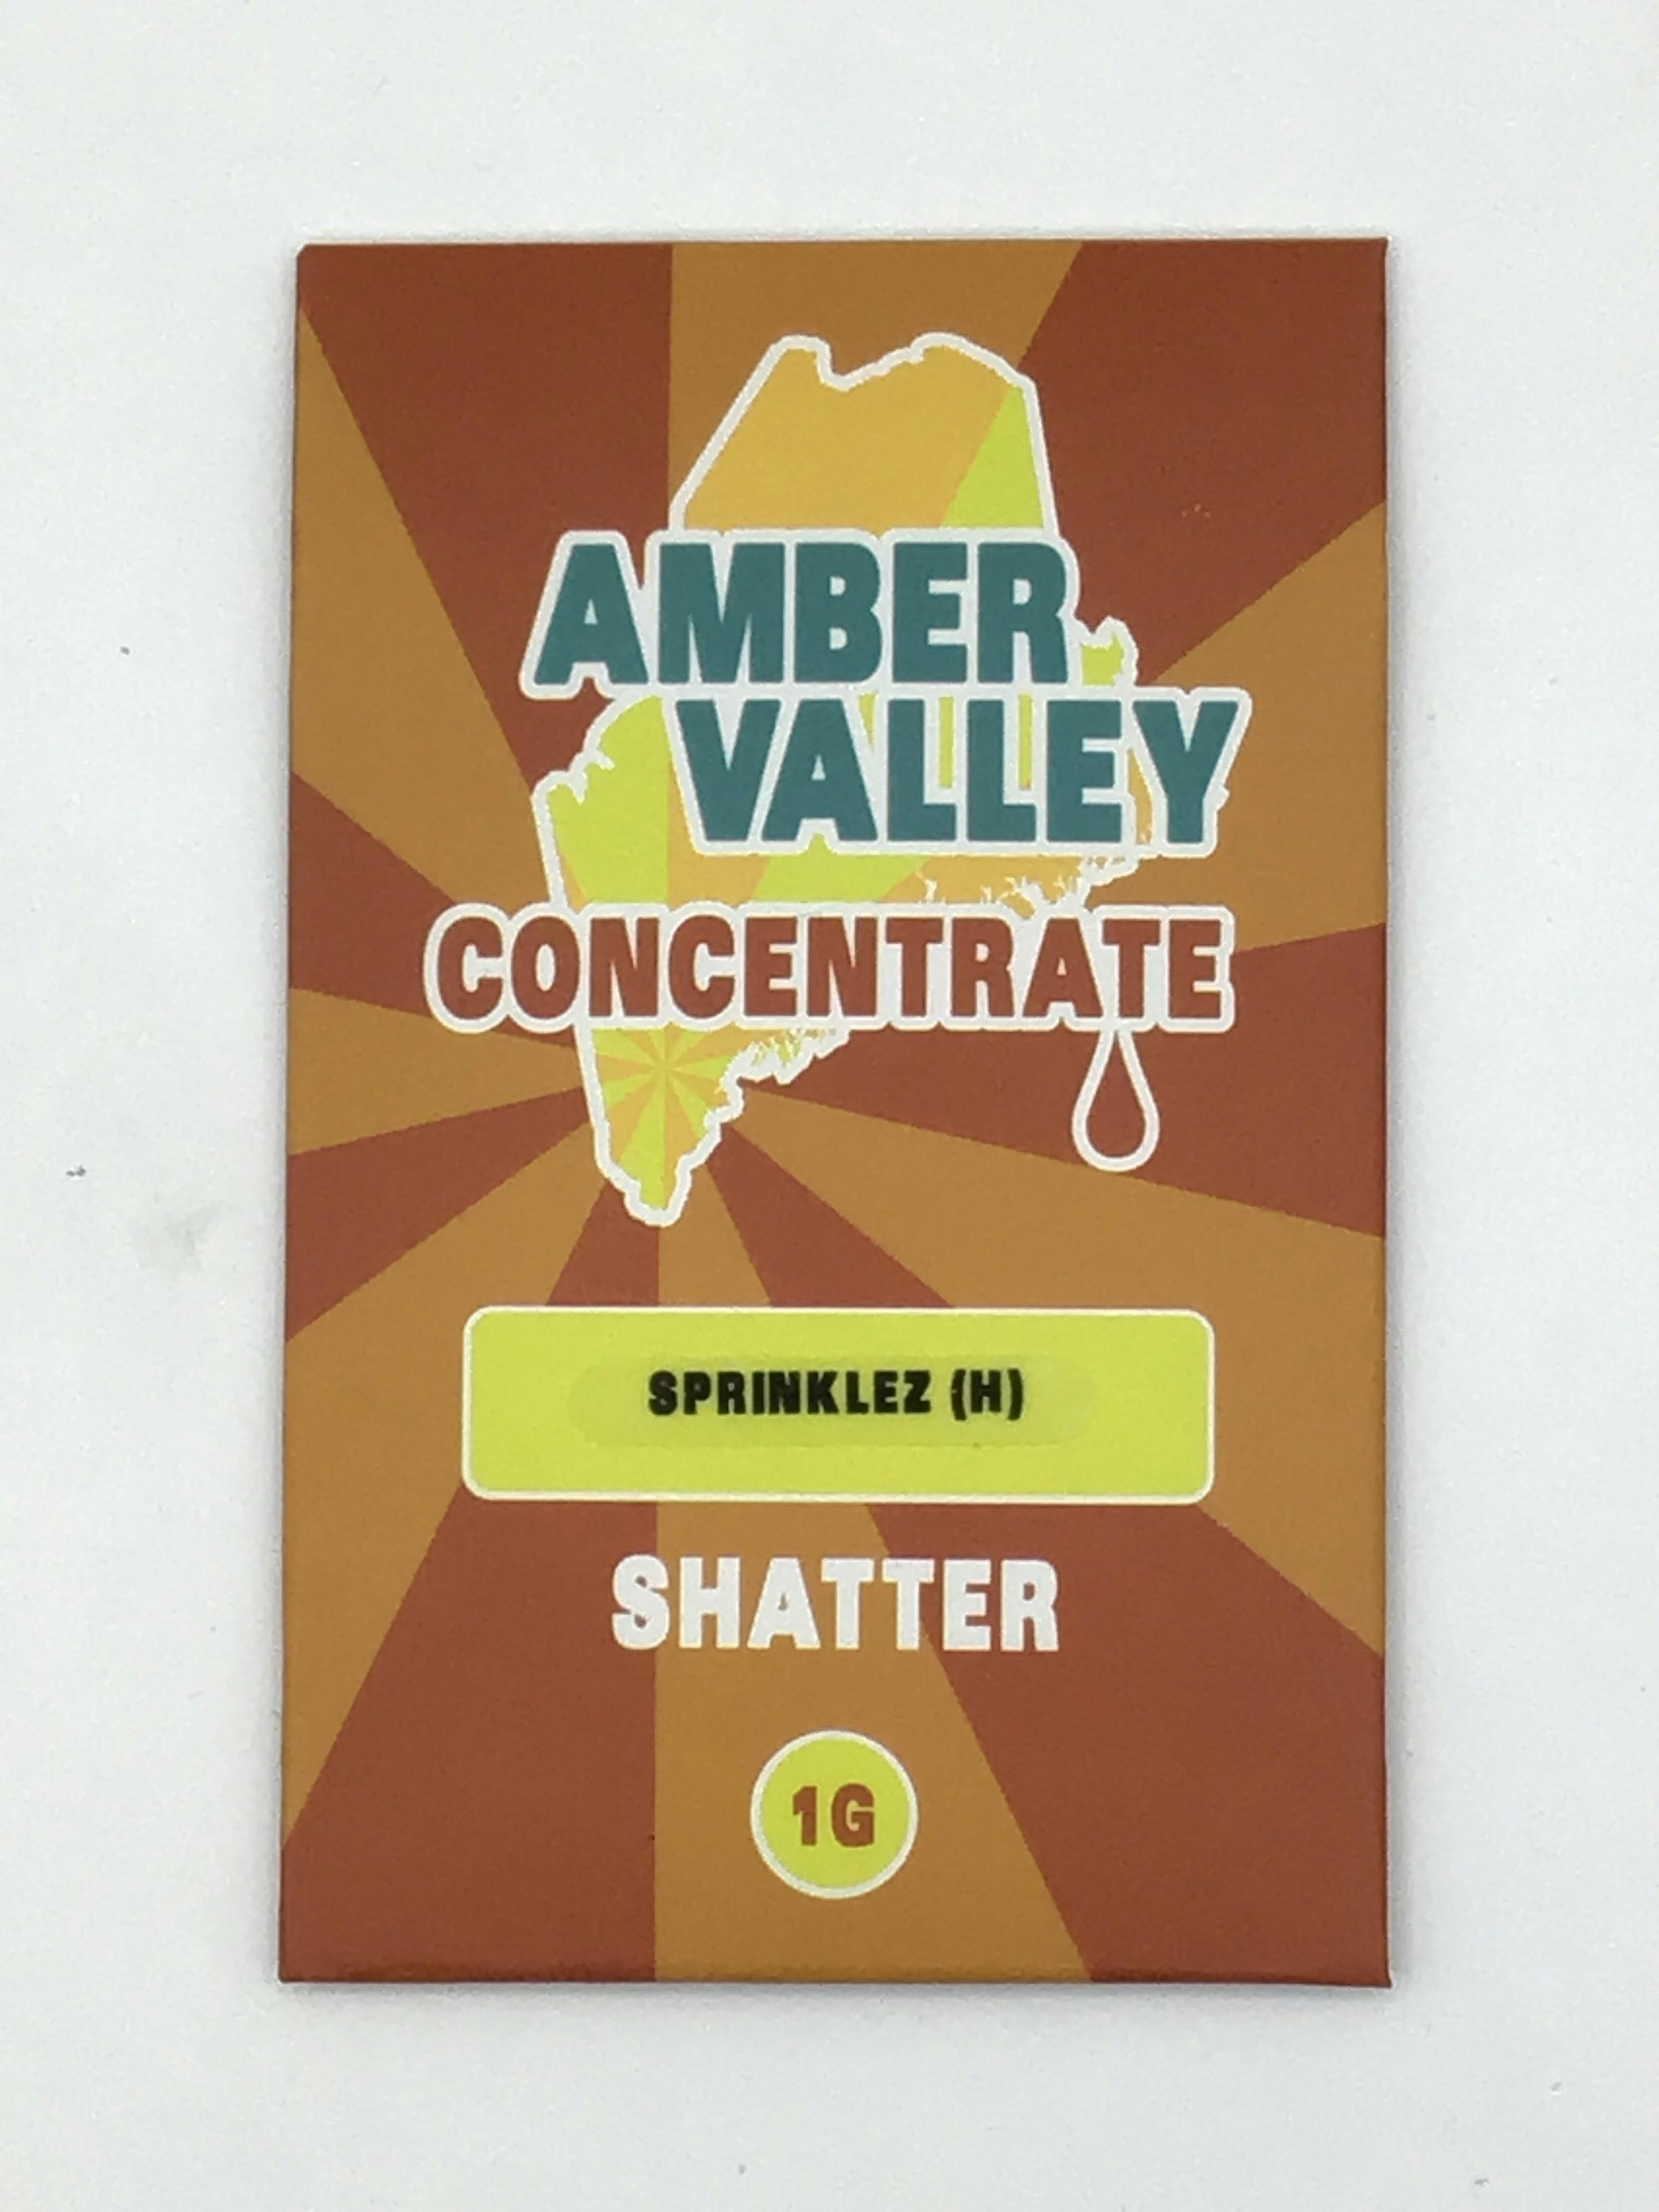 AMBER
VALLEY
CONCENTRATE
SPRINKLEZ (H)
SHATTER
1G